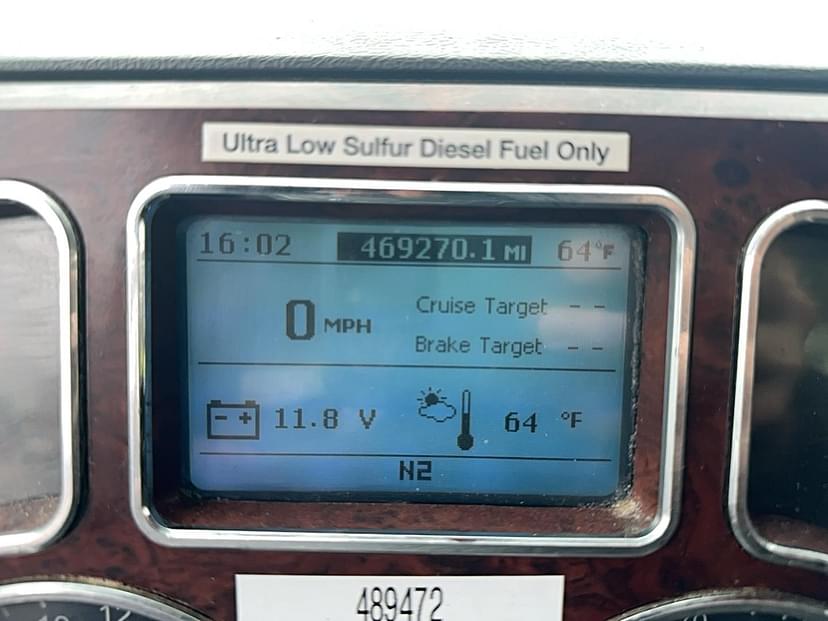 Ultra Low Sulfur Diesel Fuel Only
16:02 469270.1 MI 64°F
0 MPH
Cruise Target - -
Brake Target - -
- + 11.8 V 64 °F
N2
489472
12